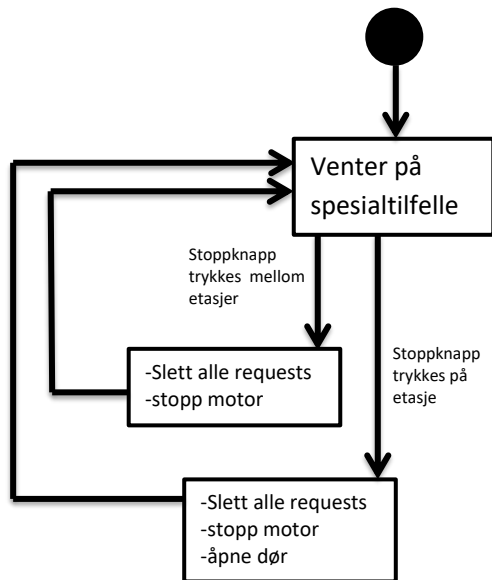 Venter på
spesialtilfelle
Stoppknapp
trykkes mellom
etasjer
Stoppknapp
trykkes på
etasje
-Slett alle requests
-stopp motor
-Slett alle requests
-stopp motor
-åpne dør